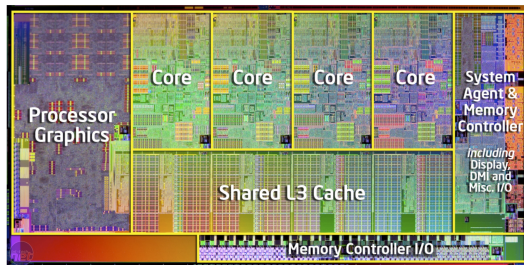 Processor
Graphics
Core
Core
Core
Core
System
Agent &
Memory
Controller
including
Display,
DMI and
Misc. I/O
Shared L3 Cache
Memory Controller I/O